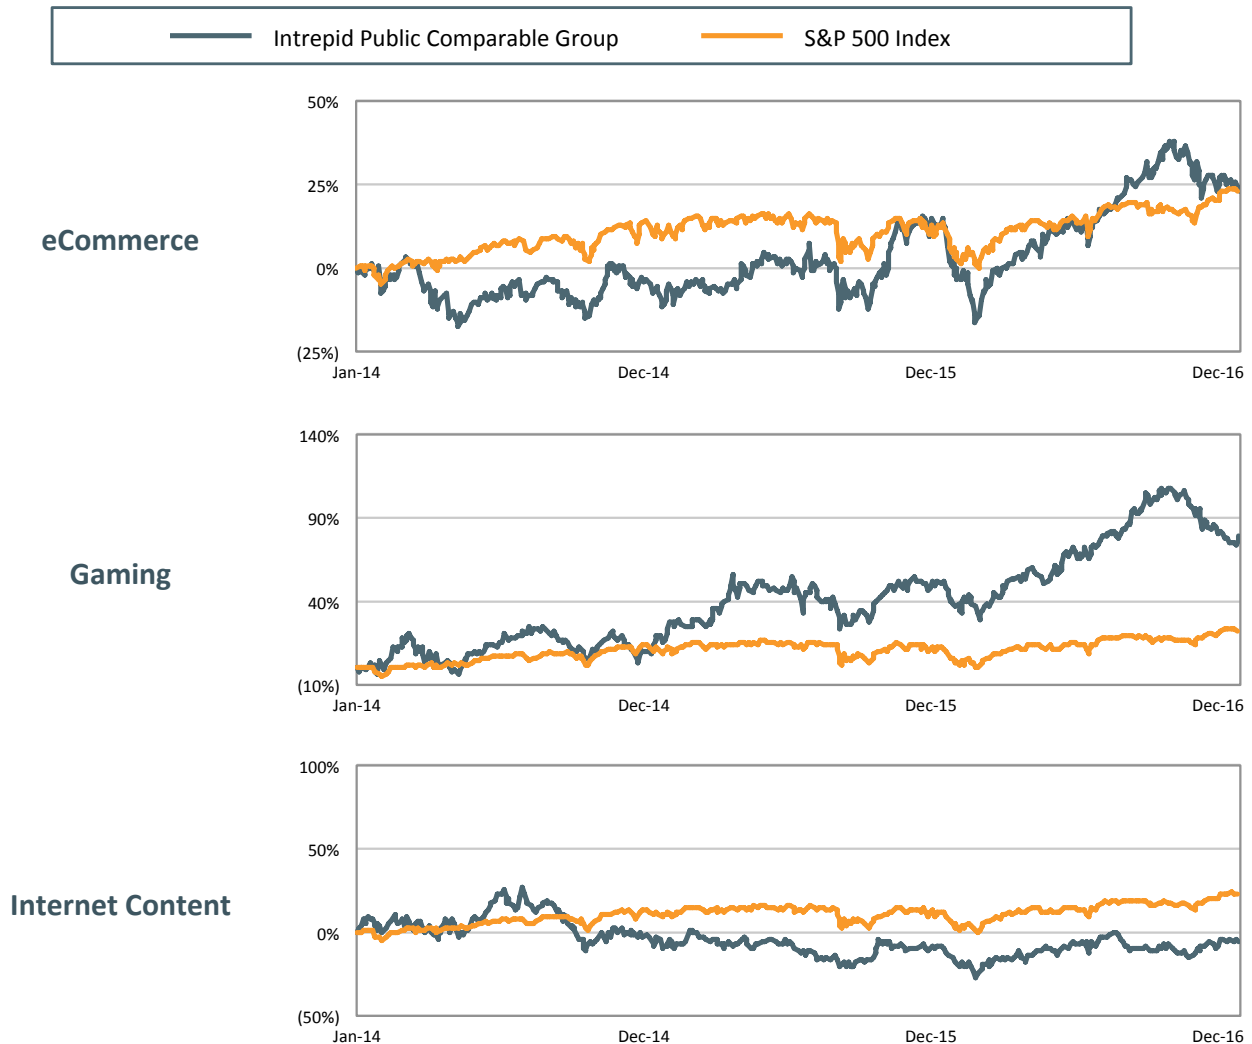 Intrepid Public Comparable Group S&P 500 Index
eCommerce
50%
25%
0%
(25%)
Jan-14 Dec-14 Dec-15 Dec-16
Gaming
140%
90%
40%
(10%)
Jan-14 Dec-14 Dec-15 Dec-16
Internet Content
100%
50%
0%
(50%)
Jan-14 Dec-14 Dec-15 Dec-16